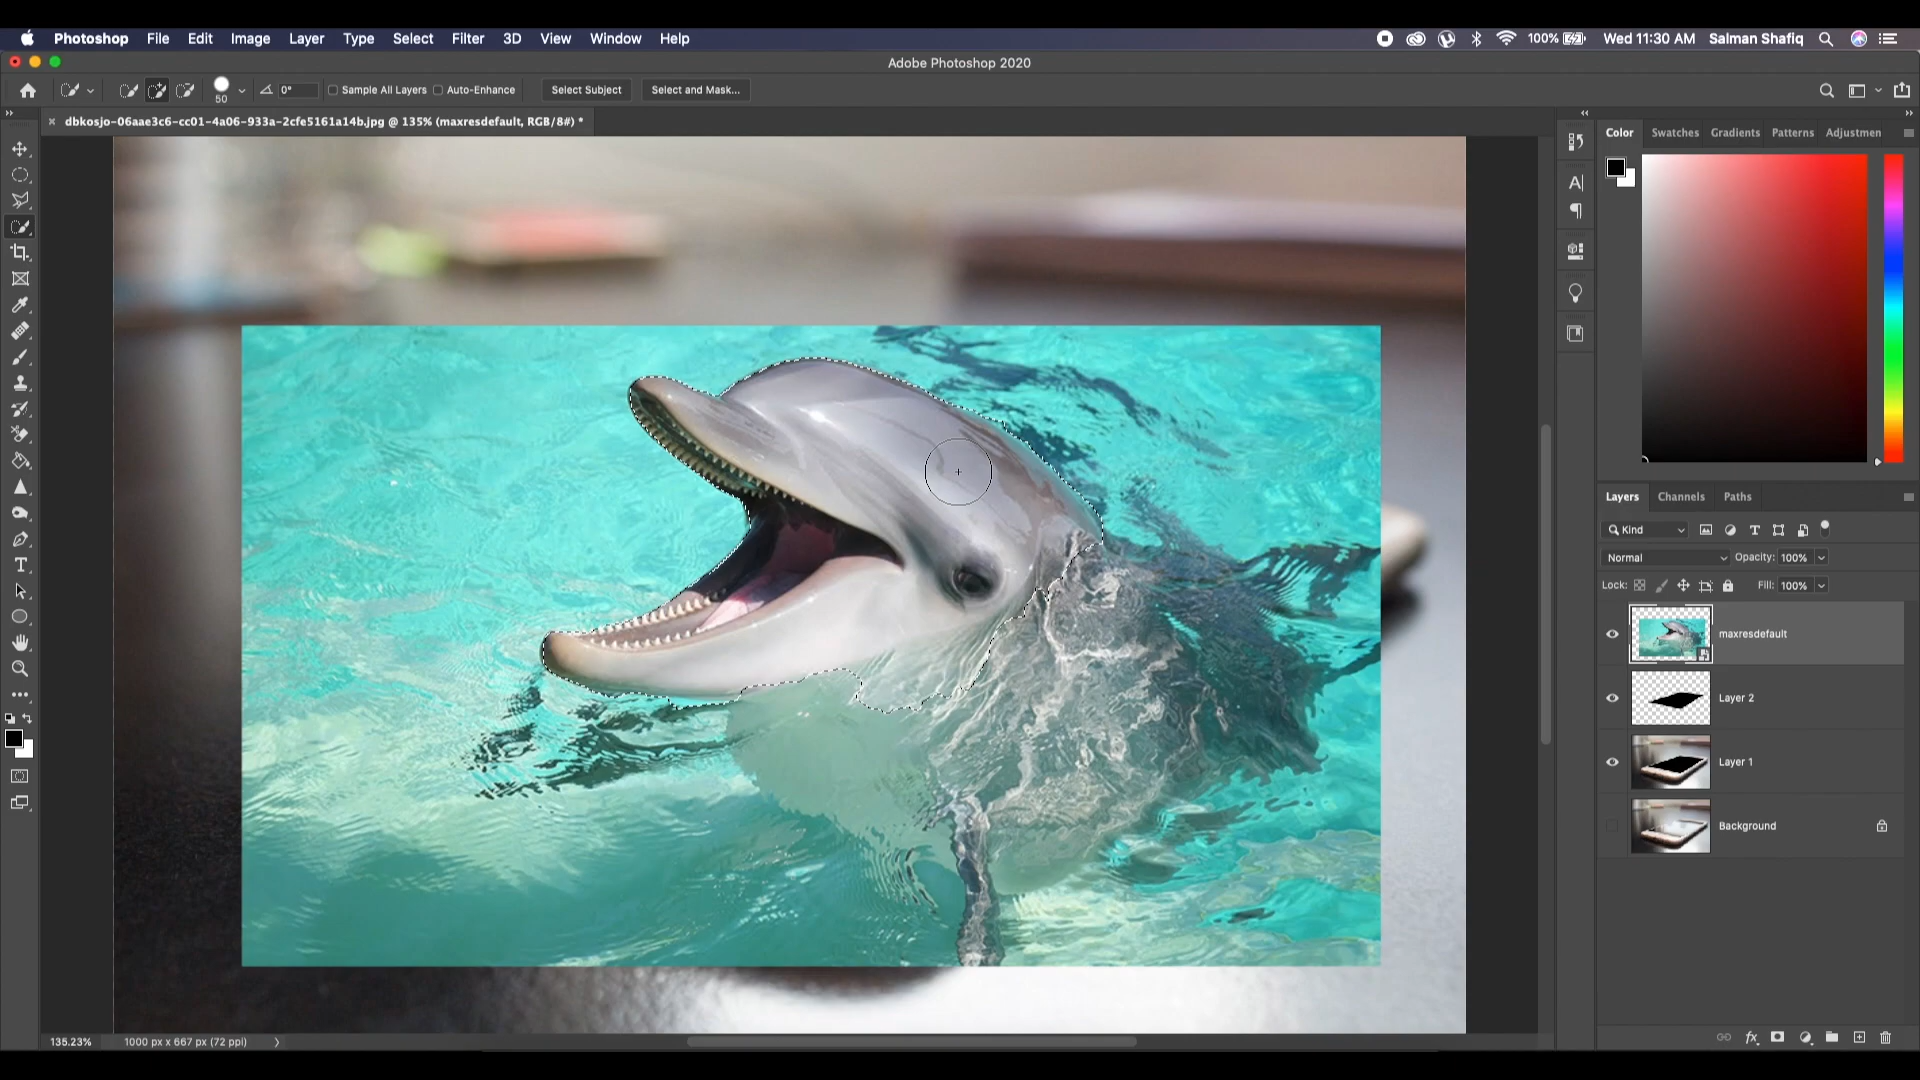 Photoshop File Edit Image Layer Type Select Filter 3D View Window Help 100% Wed 11:30 AM Salman Shafiq
Adobe Photoshop 2020
50 0° Sample All Layers Auto-Enhance Select Subject Select and Mask...
dbkosjo-06aae3c6-cc01-4a06-933a-2cfe5161a14b.jpg @ 135% (maxresdefault, RGB/8#) *
Color Swatches Gradients Patterns Adjustmen
Layers Channels Paths
Kind
Normal Opacity: 100%
Lock: Fill: 100%
maxresdefault
Layer 2
Layer 1
Background
135.23% 1000 px x 667 px (72 ppi)